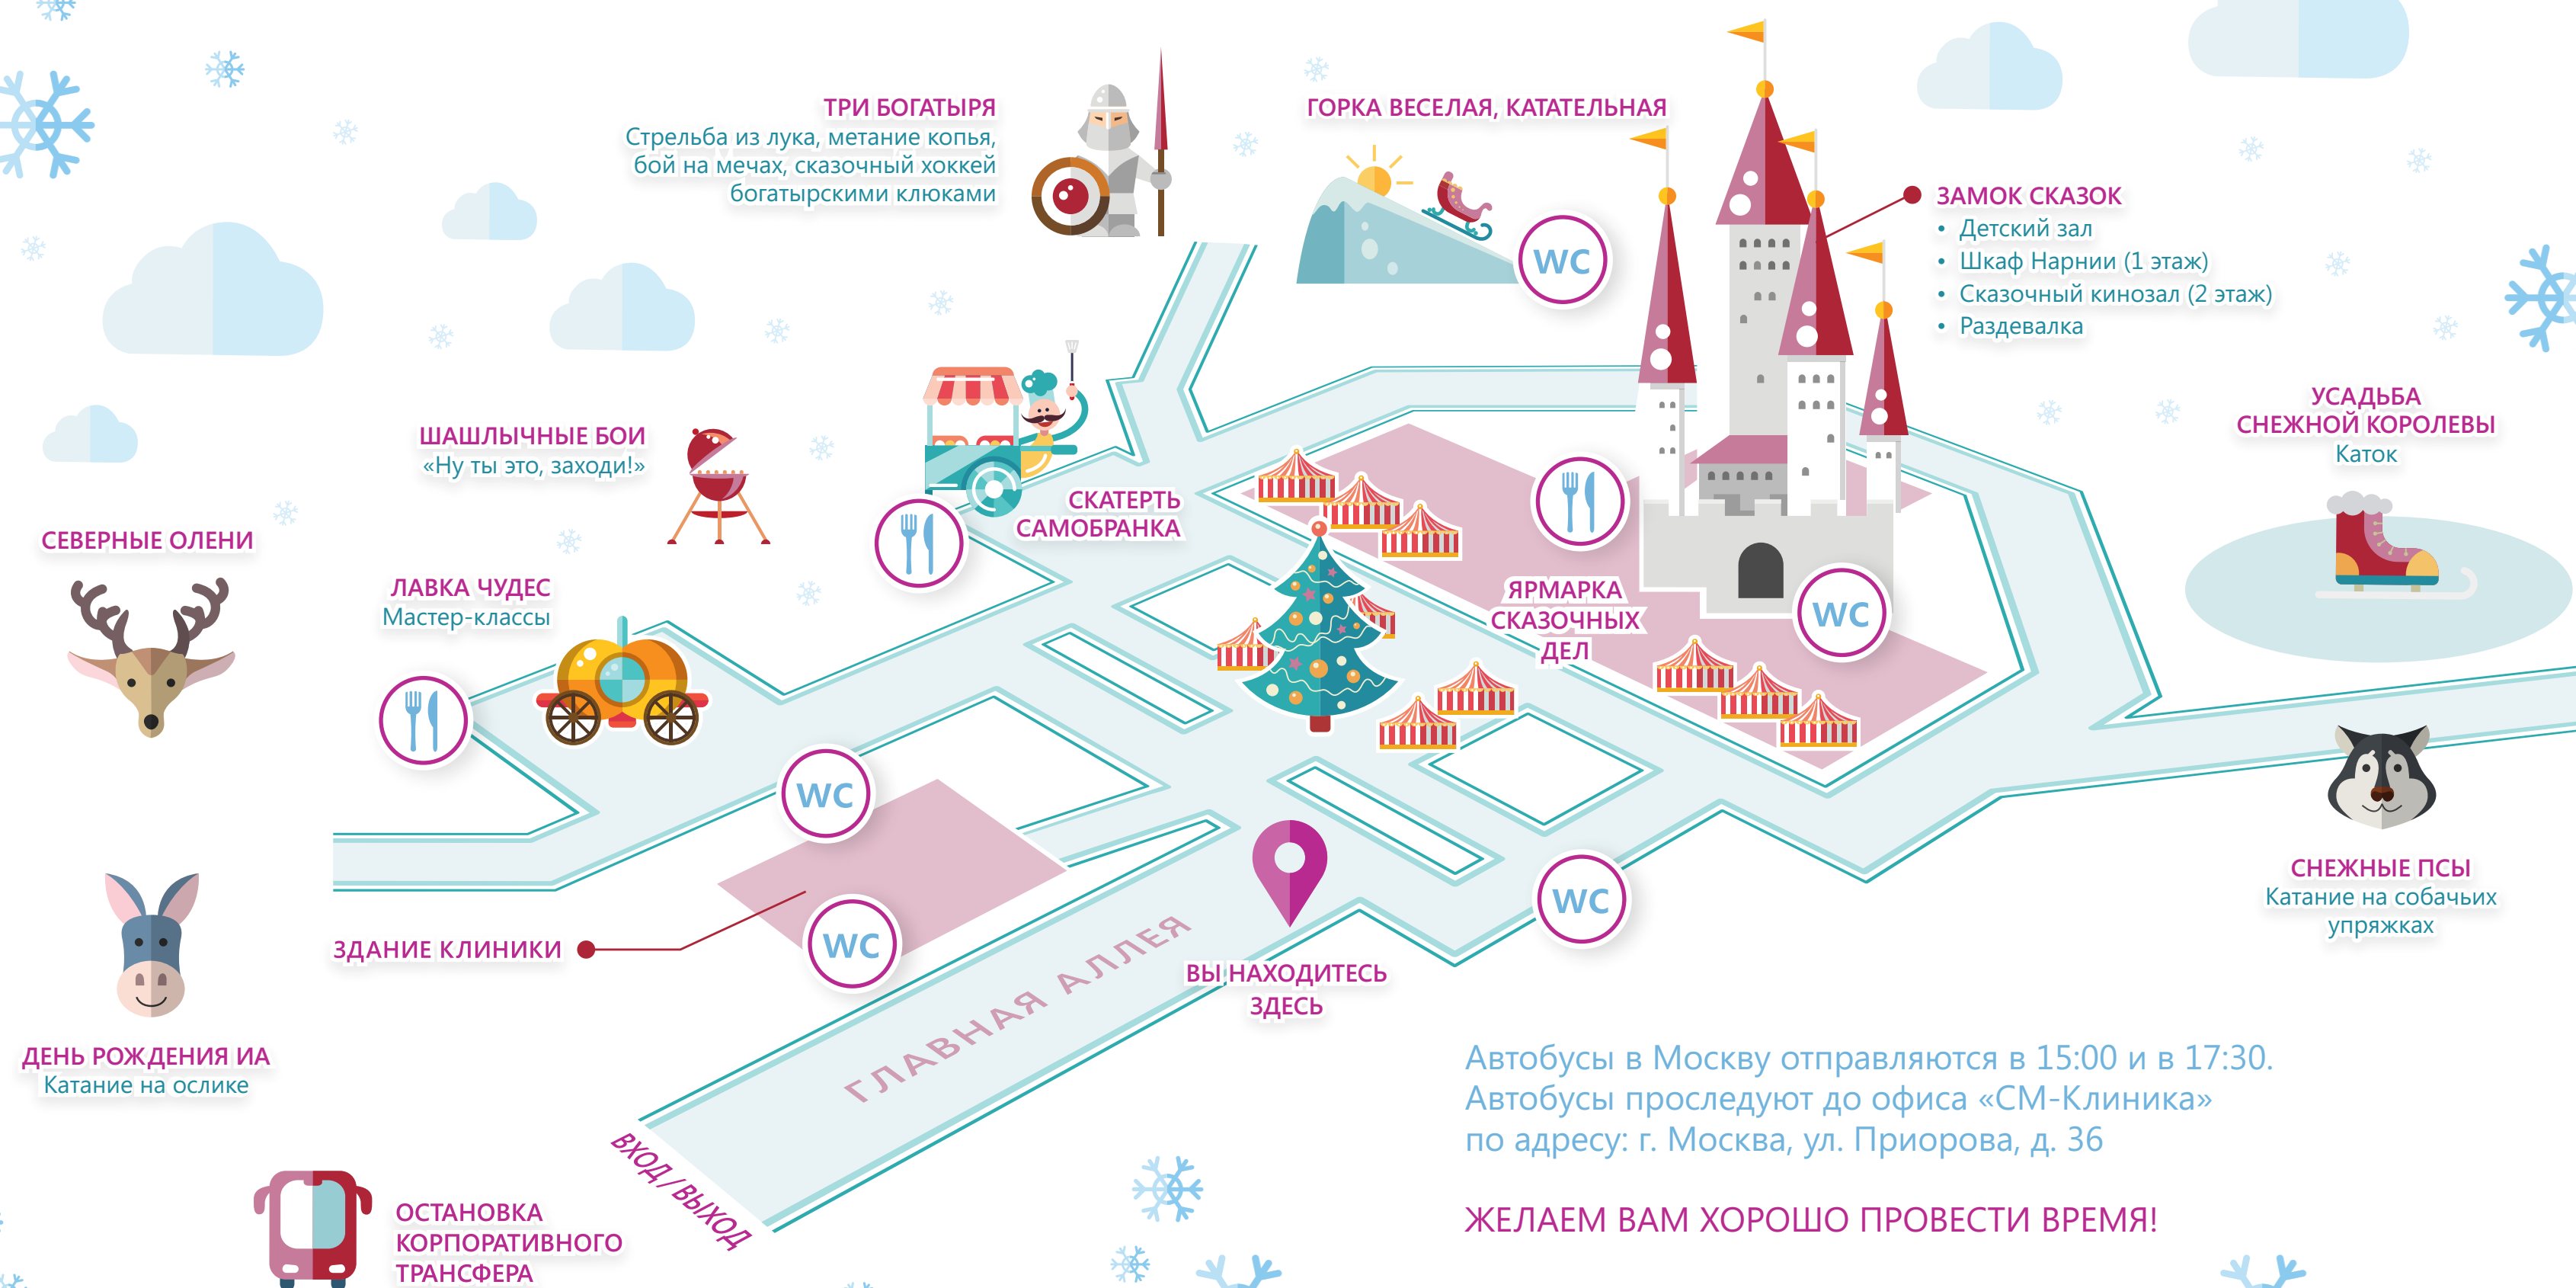 ТРИ БОГАТЫРЯ
Стрельба из лука, метание копья,
бой на мечах, сказочный хоккей
богатырскими клюками
ГОРКА ВЕСЕЛАЯ, КАТАТЕЛЬНАЯ
WC
ЗАМОК СКАЗОК
• Детский зал
• Шкаф Нарнии (1 этаж)
• Сказочный кинозал (2 этаж)
• Раздевалка
УСАДЬБА
СНЕЖНОЙ КОРОЛЕВЫ
Каток
ШАШЛЫЧНЫЕ БОИ
«Ну ты это, заходи!»
СКАТЕРТЬ
САМОБРАНКА
СЕВЕРНЫЕ ОЛЕНИ
ЛАВКА ЧУДЕС
Мастер-классы
ЯРМАРКА
СКАЗОЧНЫХ
ДЕЛ
WC
WC
WC
WC
СНЕЖНЫЕ ПСЫ
Катание на собачьих
упряжках
ЗДАНИЕ КЛИНИКИ
ГЛАВНАЯ АЛЛЕЯ
ВЫ НАХОДИТЕСЬ
ЗДЕСЬ
ДЕНЬ РОЖДЕНИЯ ИА
Катание на ослике
ВХОД/ВЫХОД
ОСТАНОВКА
КОРПОРАТИВНОГО
ТРАНСФЕРА
Автобусы в Москву отправляются в 15:00 и в 17:30.
Автобусы проследуют до офиса «СМ-Клиника»
по адресу: г. Москва, ул. Приорова, д. 36
ЖЕЛАЕМ ВАМ ХОРОШО ПРОВЕСТИ ВРЕМЯ!